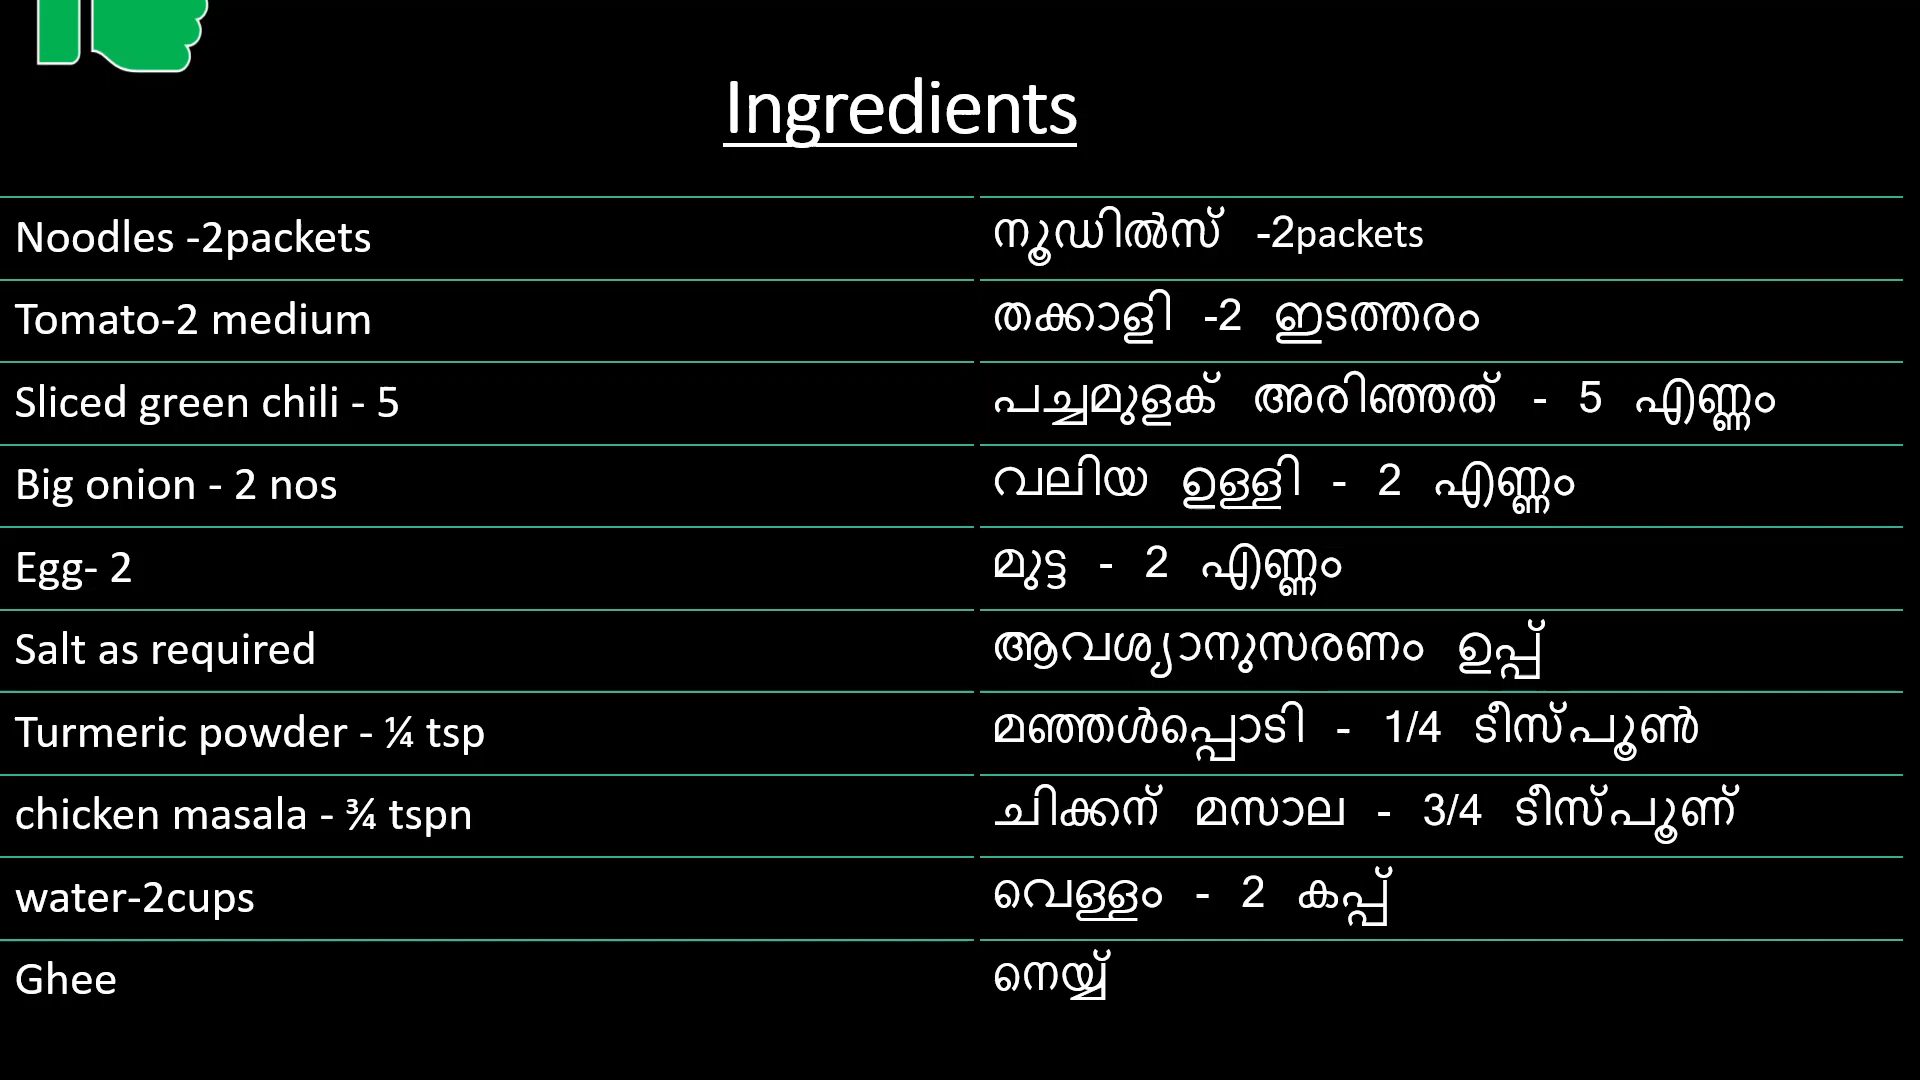 Ingredients
Noodles -2packets
നൂഡിൽസ് -2packets
Tomato-2 medium
തക്കാളി -2 ഇടത്തരം
Sliced green chili - 5
പച്ചമുളക് അരിഞ്ഞത് - 5 എണ്ണം
Big onion - 2 nos
വലിയ ഉള്ളി - 2 എണ്ണം
Egg- 2
മുട്ട - 2 എണ്ണം
Salt as required
ആവശ്യാനുസരണം ഉപ്പ്
Turmeric powder - ¼ tsp
മഞ്ഞൾപ്പൊടി - 1/4 ടീസ്പൂൺ
chicken masala - ¾ tspn
ചിക്കന് മസാല - 3/4 ടീസ്പൂണ്
water-2cups
വെള്ളം - 2 കപ്പ്
Ghee
നെയ്യ്